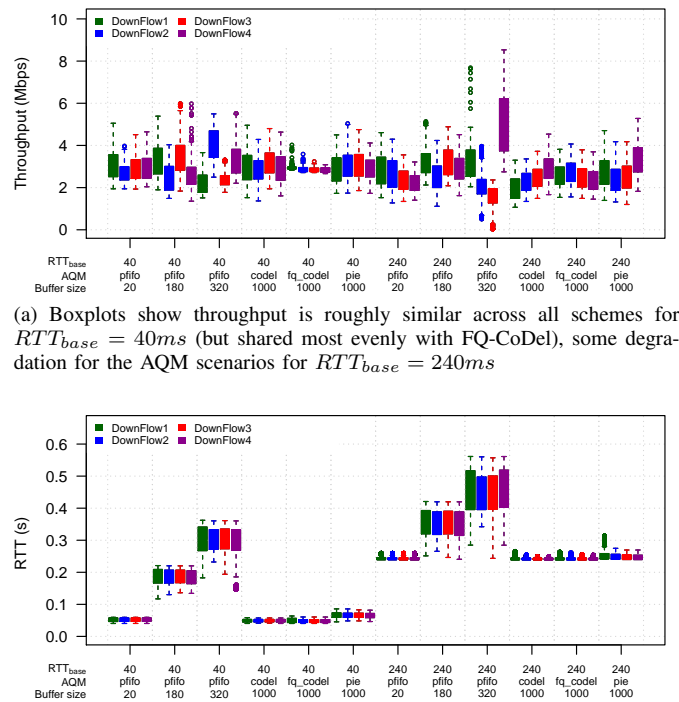 10
8
6
4
2
0
Throughput (Mbps)
DownFlow1 DownFlow3
DownFlow2 DownFlow4
RTTbase 40 40 40 40 40 40 240 240 240 240 240 240
AQM pfifo pfifo pfifo codel fq_codel pie pfifo pfifo pfifo codel fq_codel pie
Buffer size 20 180 320 1000 1000 1000 20 180 320 1000 1000 1000
(a) Boxplots show throughput is roughly similar across all schemes for
RTTbase = 40ms (but shared most evenly with FQ-CoDel), some degra-
dation for the AQM scenarios for RTTbase = 240ms
0.6
0.5
0.4
0.3
0.2
0.1
0.0
RTT (s)
DownFlow1 DownFlow3
DownFlow2 DownFlow4
RTTbase 40 40 40 40 40 40 240 240 240 240 240 240
AQM pfifo pfifo pfifo codel fq_codel pie pfifo pfifo pfifo codel fq_codel pie
Buffer size 20 180 320 1000 1000 1000 20 180 320 1000 1000 1000